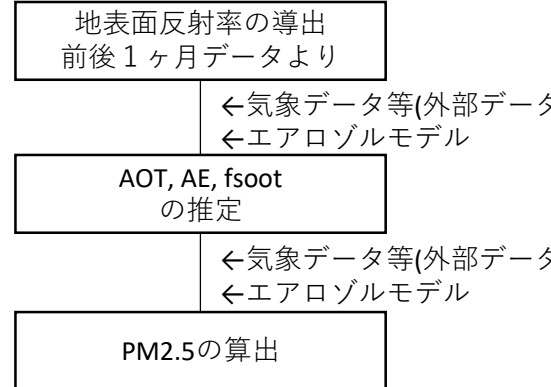 地表面反射率の導出
前後１ヶ月データより
←気象データ等(外部データ
←エアロゾルモデル
AOT, AE, fsoot
の推定
←気象データ等(外部データ
←エアロゾルモデル
PM2.5の算出